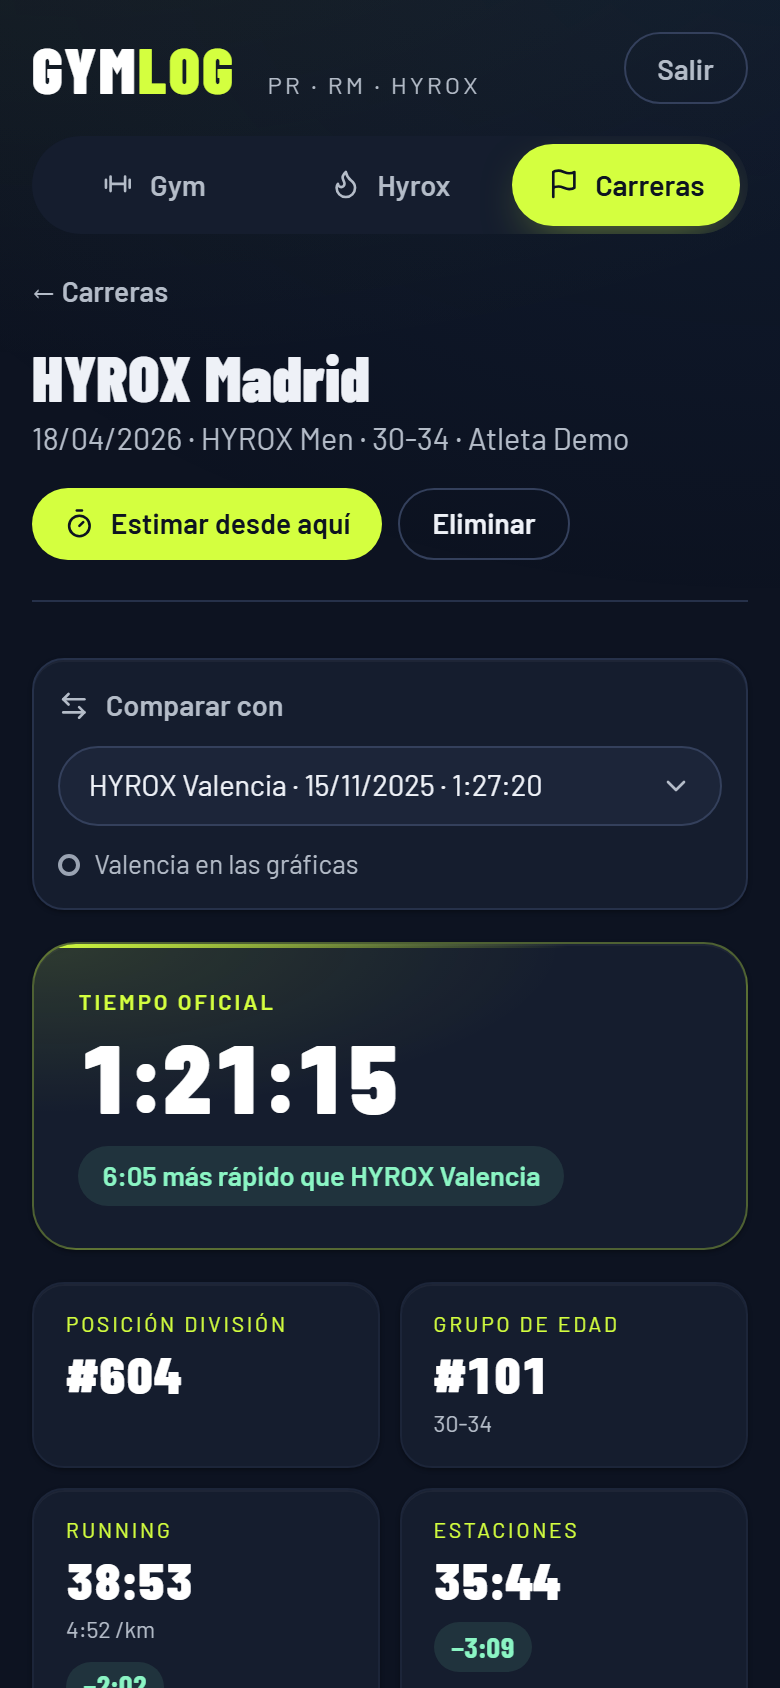 GYMLOG PR · RM · HYROX Salir
Gym Hyrox Carreras
← Carreras
HYROX Madrid
18/04/2026 · HYROX Men · 30-34 · Atleta Demo
Estimar desde aquí Eliminar
Comparar con
HYROX Valencia · 15/11/2025 · 1:27:20
Valencia en las gráficas
TIEMPO OFICIAL
1:21:15
6:05 más rápido que HYROX Valencia
POSICIÓN DIVISIÓN
#604
GRUPO DE EDAD
#101
30-34
RUNNING
38:53
4:52 /km
−2:02
ESTACIONES
35:44
−3:09